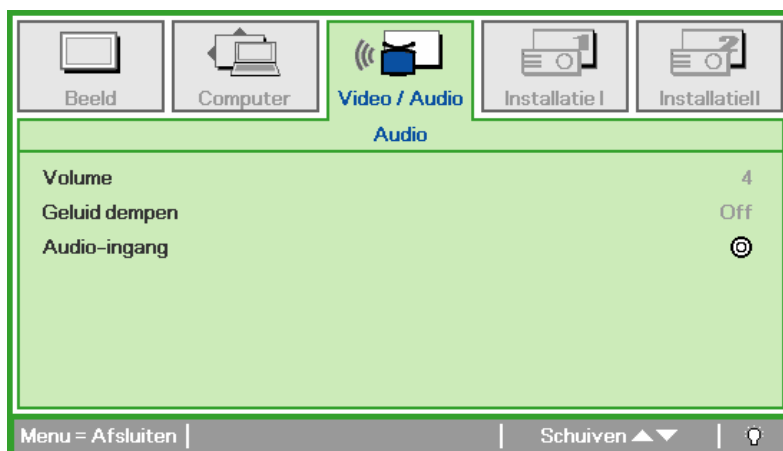 Beeld
Computer
Video / Audio
Installatie I
InstallatieII
Audio
Volume 4
Geluid dempen Off
Audio-ingang
Menu = Afsluiten | | Schuiven ▲▼ |